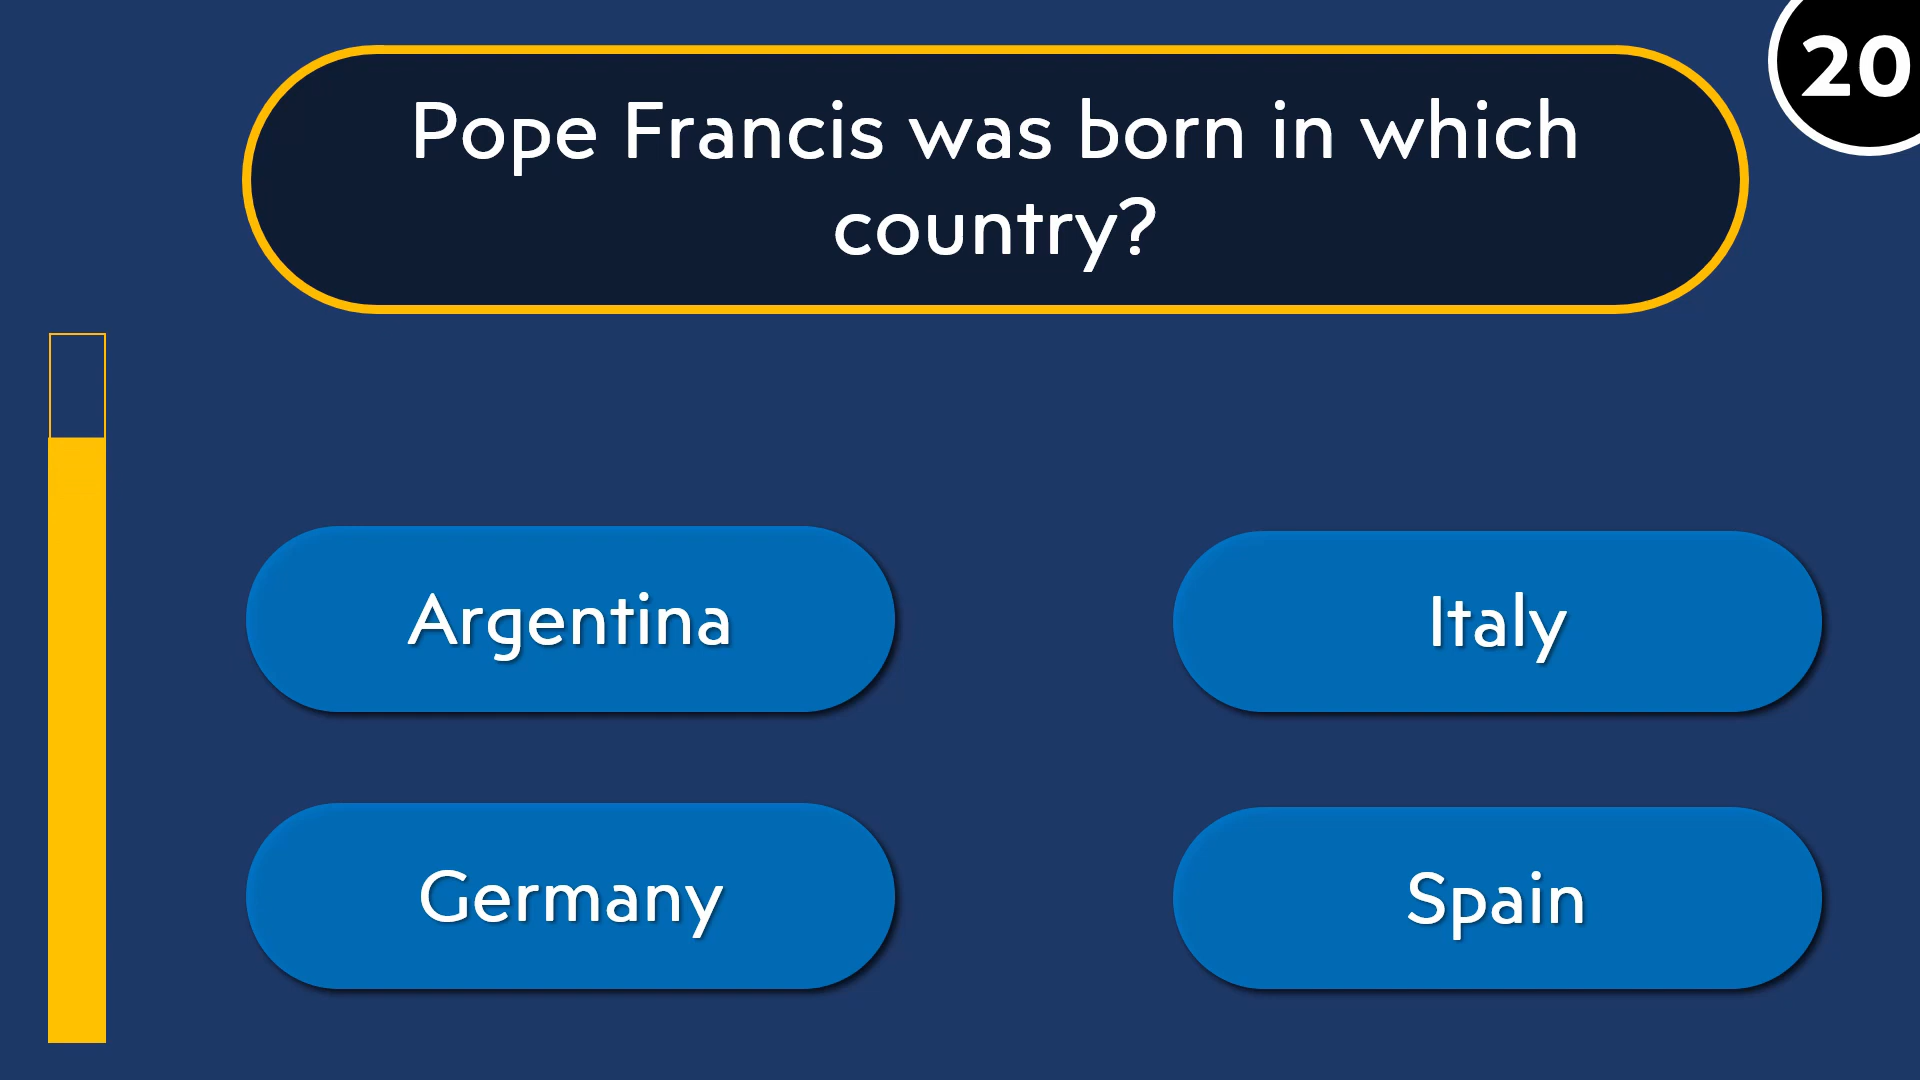 20
Pope Francis was born in which
country?
Argentina
Italy
Germany
Spain